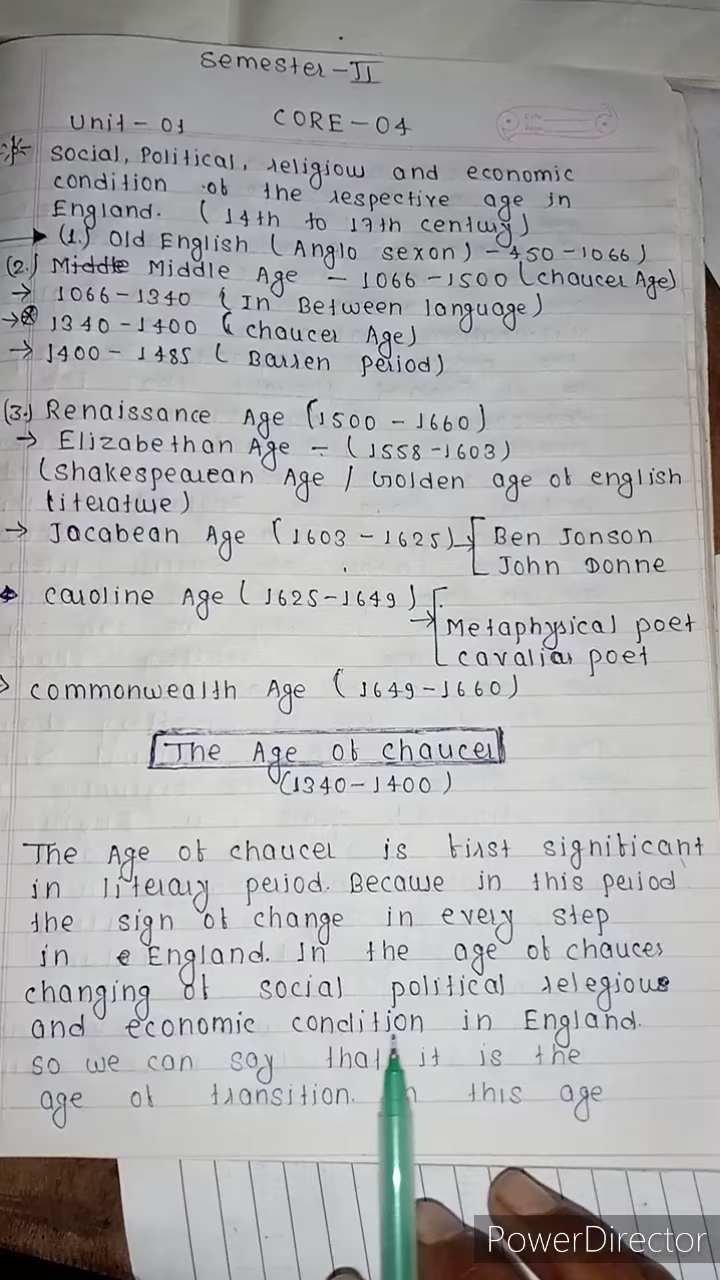 Semester-II
Unit-01 CORE-04
social, Political, religiow and economic
condition of the respective age in
England. (14th to 17th century)
(1.) Old English (Anglo sexon) - 450-1066)
(2.) Middle Middle Age - 1066-1500 (chaucer Age)
→ 1066-1340 (In Between language)
→ 1340-1400 (chaucer Age)
→ 1400-1485 (Barren Period)
(3.) Renaissance Age (1500-1660)
→ Elizabethan Age - (1558-1603)
(shakespearean Age / Golden age of english
literature)
→ Jacabean Age (1603-1625) Ben Jonson
John Donne
caroline Age (1625-1649)
→ Metaphysical poet
cavaliar poet
commonwealth Age (1649-1660)
The Age of chaucer
(1340-1400)
The Age of chaucer is first significant
in literary period. Because in this period
the sign of change in every step
in e England. In the age of chaucer
changing of social political relegious
and economic condition in England.
so we can say that it is the
age of transition. this age
PowerDirector